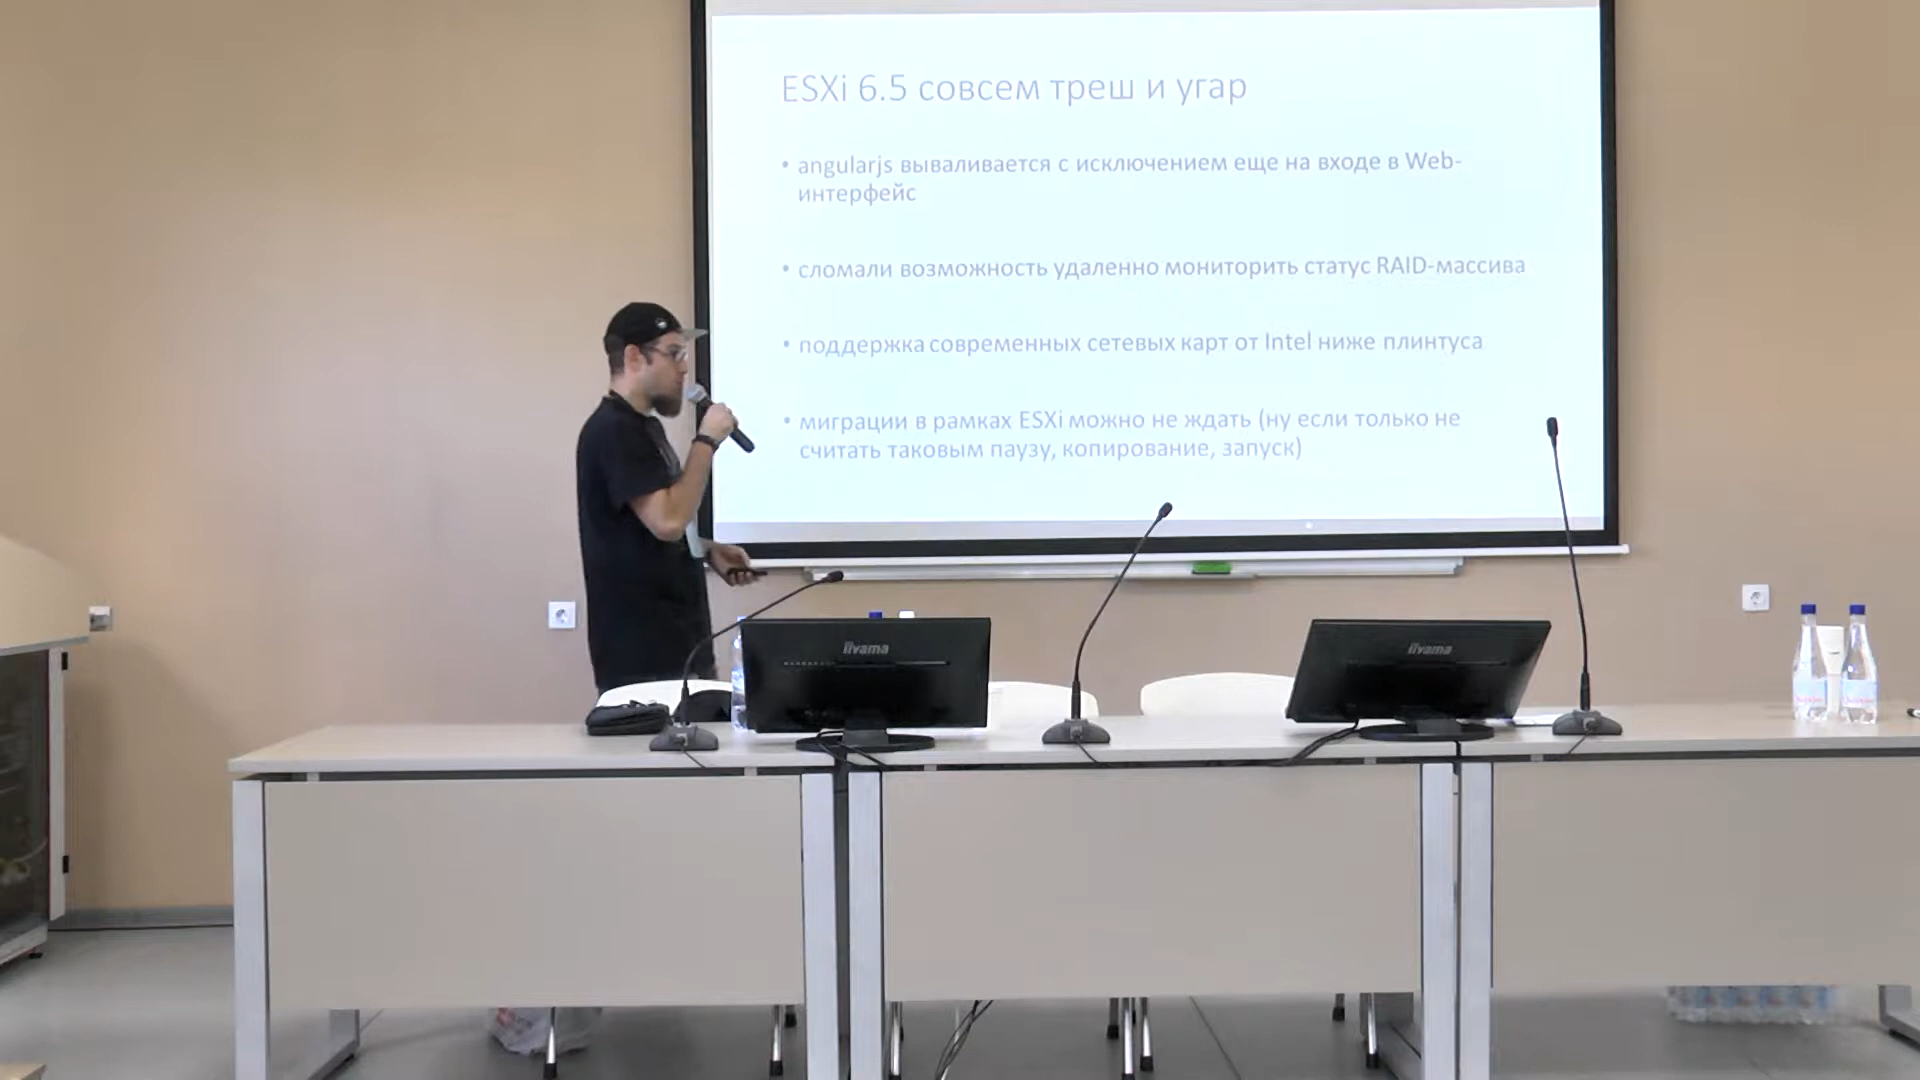 ESXi 6.5 совсем треш и угар
• angularjs вываливается с исключением еще на входе в Web-
интерфейс
• сломали возможность удаленно мониторить статус RAID-массива
• поддержка современных сетевых карт от Intel ниже плинтуса
• миграции в рамках ESXi можно не ждать (ну если только не
считать таковым паузу, копирование, запуск)
iiyama
iiyama